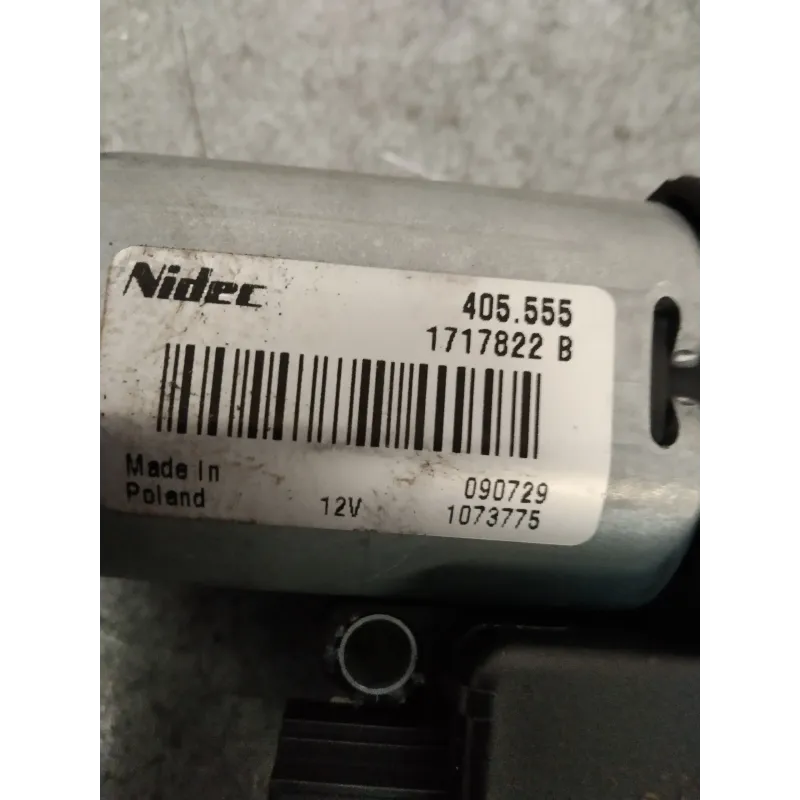 Nidec 405.555
1717822 B
Made In 090729
Poland 12V 1073775